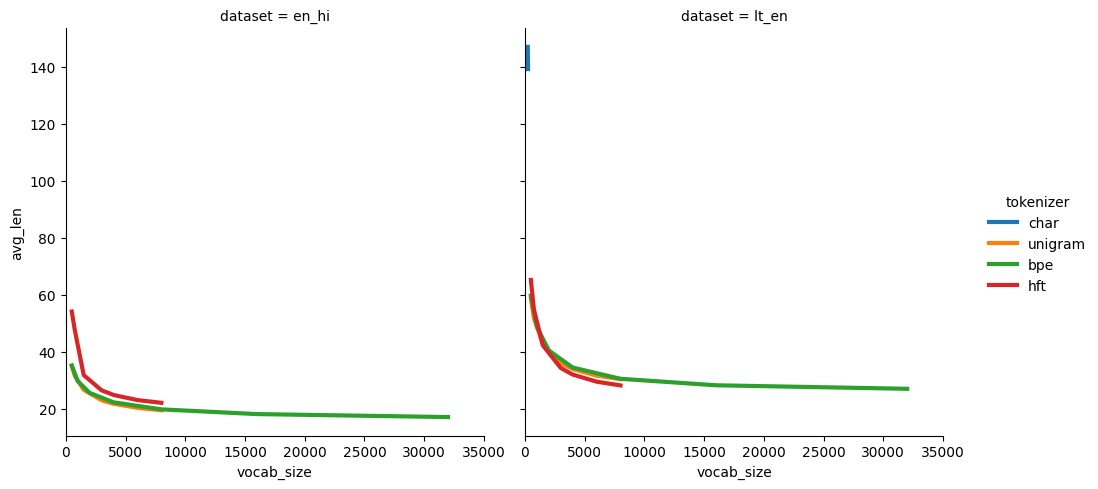 dataset = en_hi
dataset = lt_en
140
120
100
80
60
40
20
avg_len
0 5000 10000 15000 20000 25000 30000 35000
vocab_size
0 5000 10000 15000 20000 25000 30000 35000
vocab_size
tokenizer
char
unigram
bpe
hft